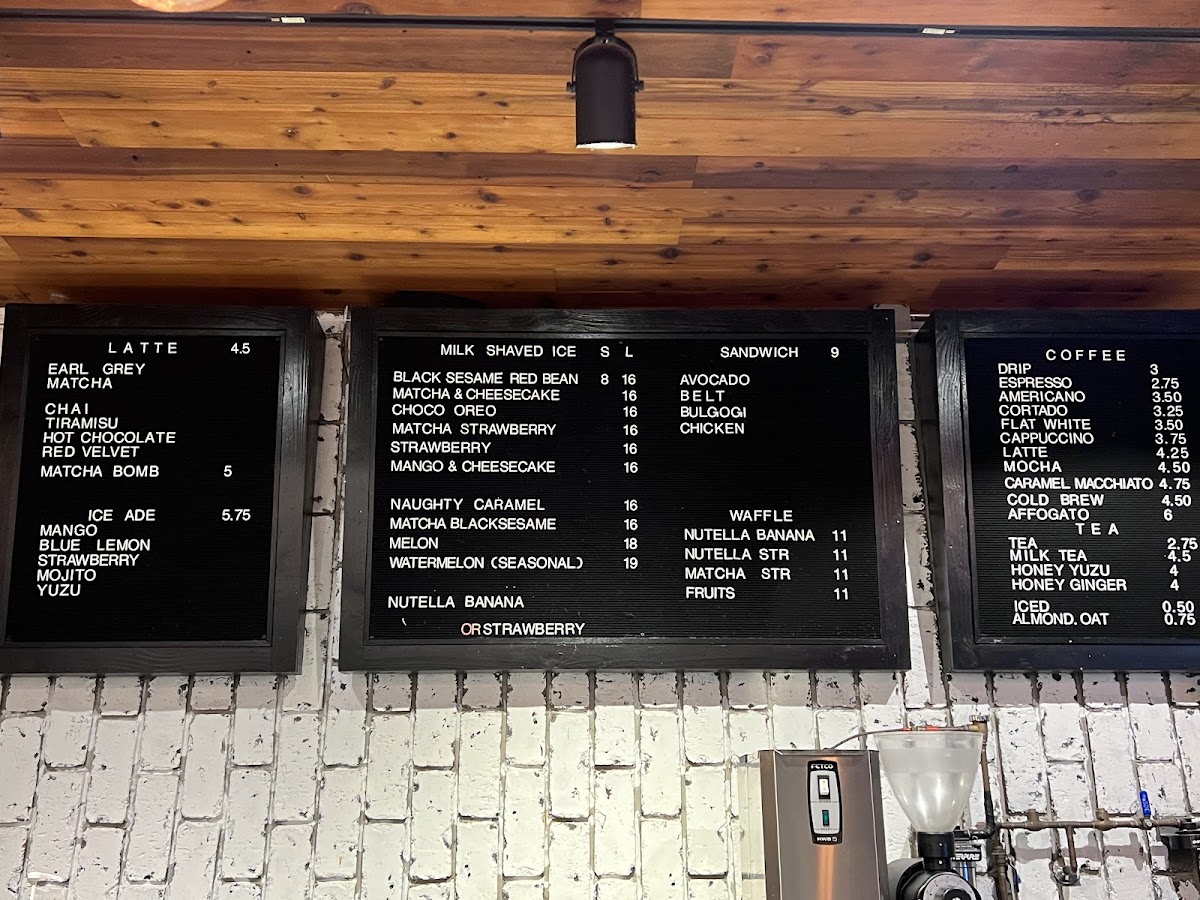 LATTE 4.5
EARL GREY
MATCHA
CHAI
TIRAMISU
HOT CHOCOLATE
RED VELVET
MATCHA BOMB 5
ICE ADE 5.75
MANGO
BLUE LEMON
STRAWBERRY
MOJITO
YUZU
MILK SHAVED ICE S L
BLACK SESAME RED BEAN 8 16
MATCHA & CHEESECAKE 16
CHOCO OREO 16
MATCHA STRAWBERRY 16
STRAWBERRY 16
MANGO & CHEESECAKE 16
NAUGHTY CARAMEL 16
MATCHA BLACKSESAME 16
MELON 18
WATERMELON (SEASONAL) 19
NUTELLA BANANA
OR STRAWBERRY
SANDWICH 9
AVOCADO
BELT
BULGOGI
CHICKEN
WAFFLE
NUTELLA BANANA 11
NUTELLA STR 11
MATCHA STR 11
FRUITS 11
COFFEE
DRIP 3
ESPRESSO 2.75
AMERICANO 3.50
CORTADO 3.25
FLAT WHITE 3.50
CAPPUCCINO 3.75
LATTE 4.25
MOCHA 4.50
CARAMEL MACCHIATO 4.75
COLD BREW 4.50
AFFOGATO 6
TEA
TEA 2.75
MILK TEA 4.5
HONEY YUZU 4
HONEY GINGER 4
ICED 0.50
ALMOND.OAT 0.75
FETCO